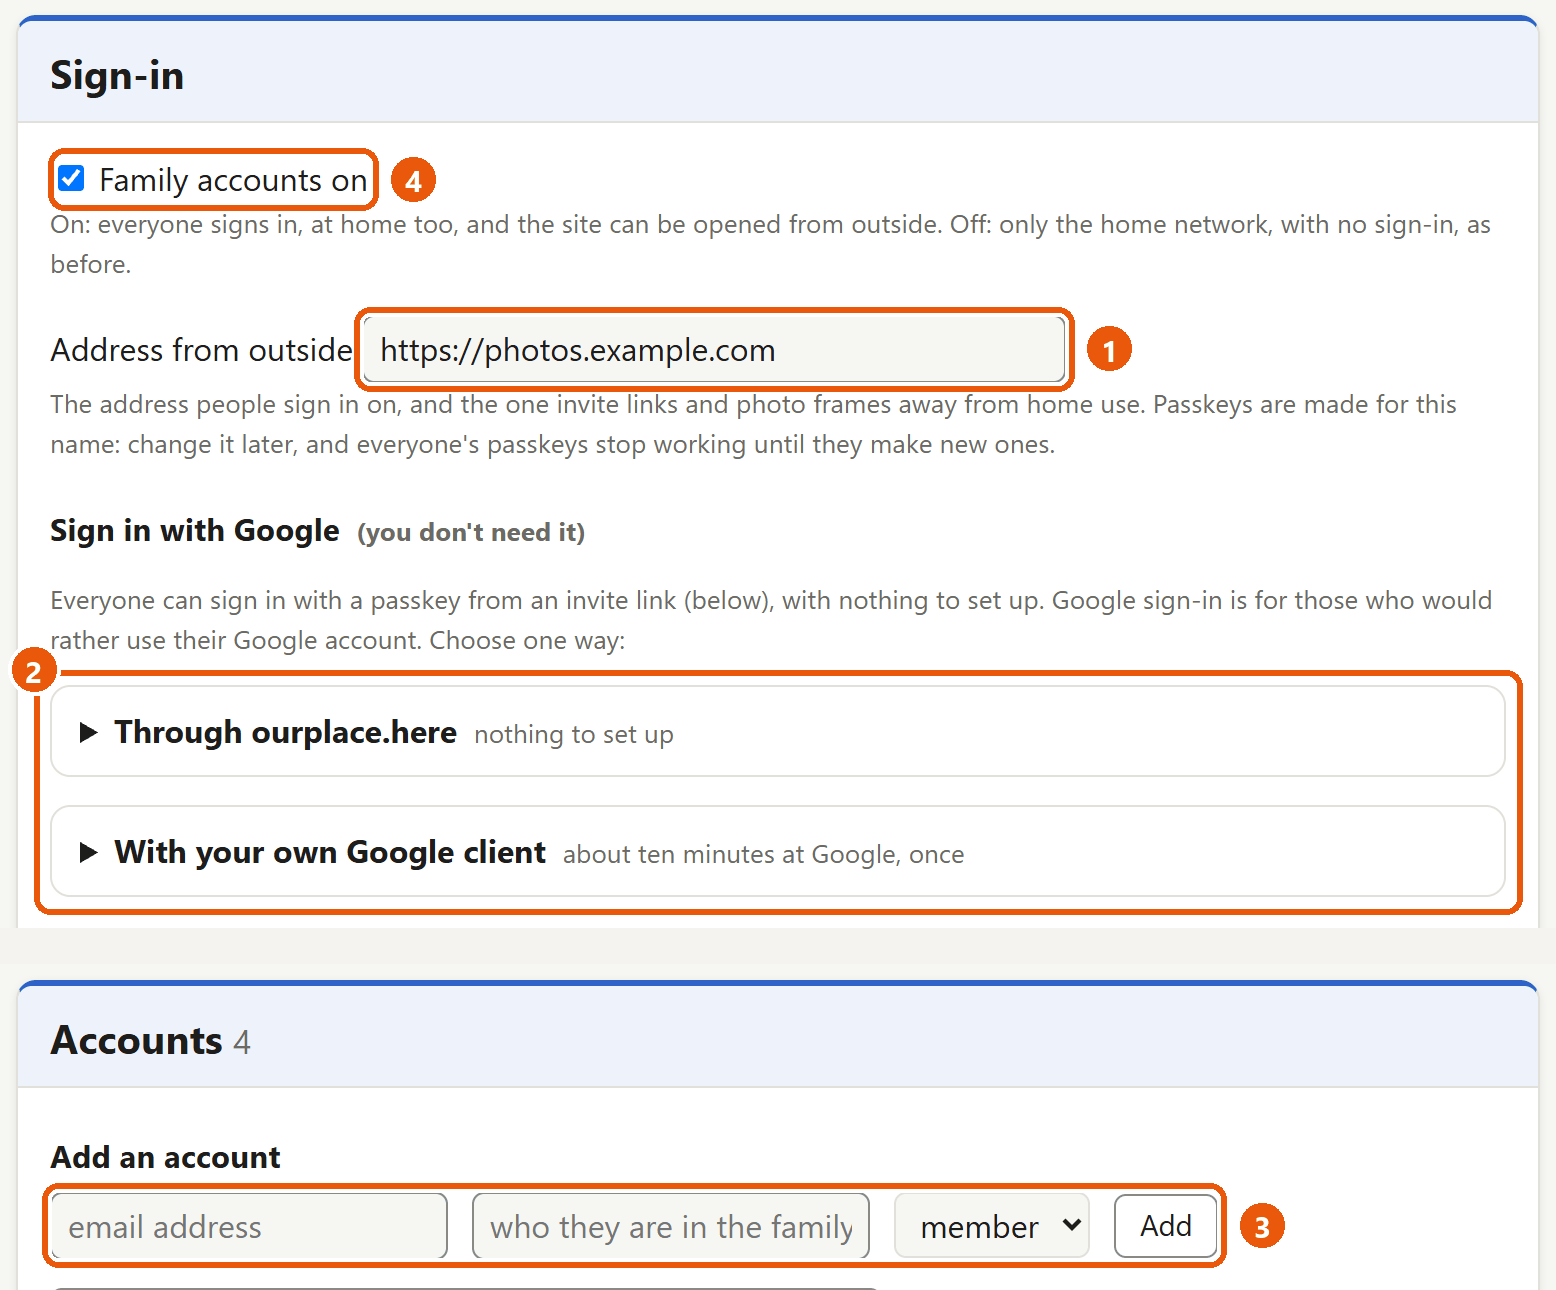 Sign-in
Family accounts on 4
On: everyone signs in, at home too, and the site can be opened from outside. Off: only the home network, with no sign-in, as
before.
Address from outside https://photos.example.com 1
The address people sign in on, and the one invite links and photo frames away from home use. Passkeys are made for this
name: change it later, and everyone's passkeys stop working until they make new ones.
Sign in with Google (you don't need it)
Everyone can sign in with a passkey from an invite link (below), with nothing to set up. Google sign-in is for those who would
rather use their Google account. Choose one way:
2
Through ourplace.here nothing to set up
With your own Google client about ten minutes at Google, once
Accounts 4
Add an account
email address who they are in the family member Add 3